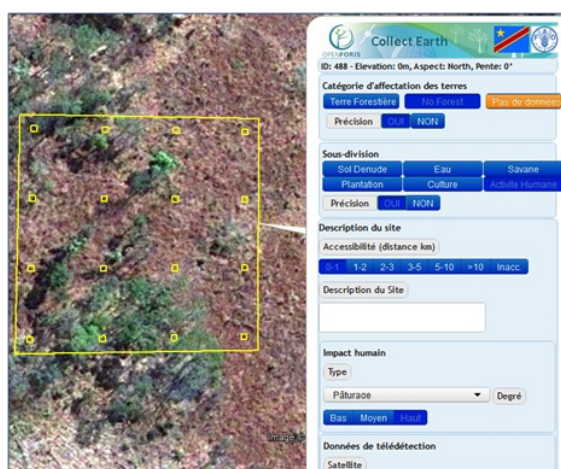 OPENFORIS
Collect Earth
ID: 488 - Elevation: 0m, Aspect: North, Pente: 0°
Catégorie d'affectation des terres
Terre Forestière No Forest Pas de données
Précision OUI NON
Sous-division
Sol Denude Eau Savane
Plantation Culture Activite Humane
Précision OUI NON
Description du site
Accessibilité (distance km)
0-1 1-2 2-3 3-5 5-10 >10 Inacc.
Description du Site
Impact humain
Type
Pâturage Degré
Bas Moyen Haut
Données de télédétection
Satellite
Image ©